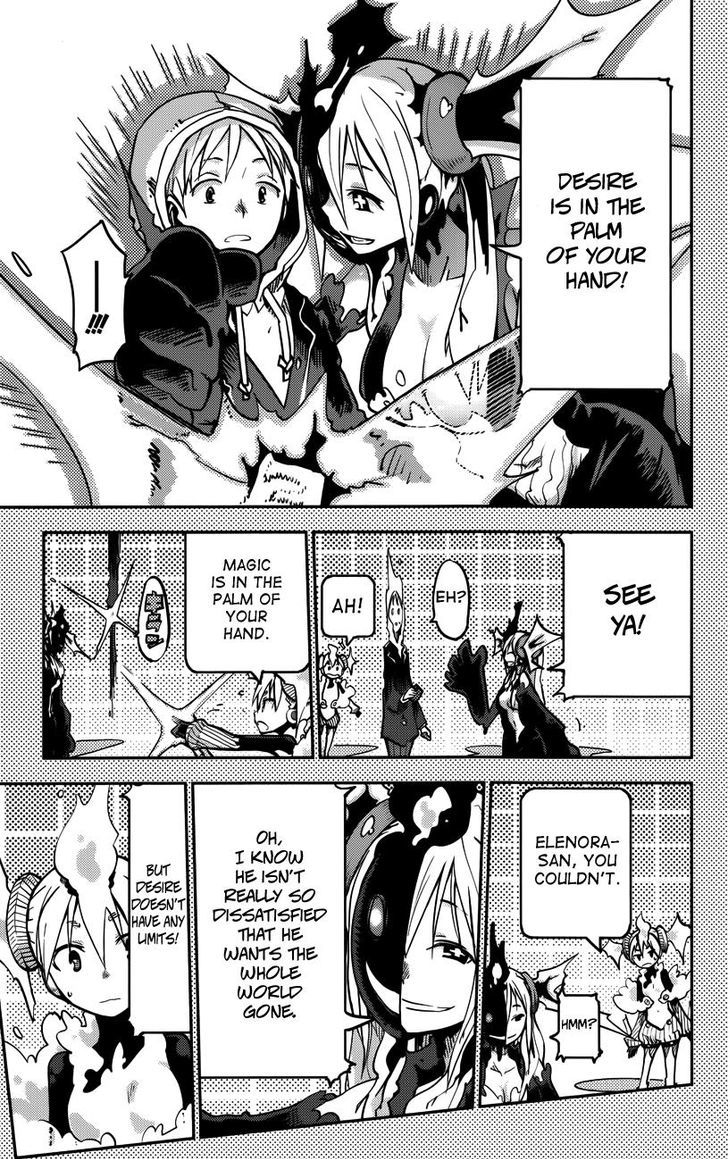 DESIRE
IS IN THE
PALM
OF YOUR
HAND!
!!!
SEE
YA!
EH?
AH!
MAGIC
IS IN THE
PALM OF
YOUR
HAND.
ELENORA-
SAN, YOU
COULDN'T.
HMM?
OH,
I KNOW
HE ISN'T
REALLY SO
DISSATISFIED
THAT HE
WANTS THE
WHOLE
WORLD
GONE.
BUT
DESIRE
DOESN'T
HAVE ANY
LIMITS!